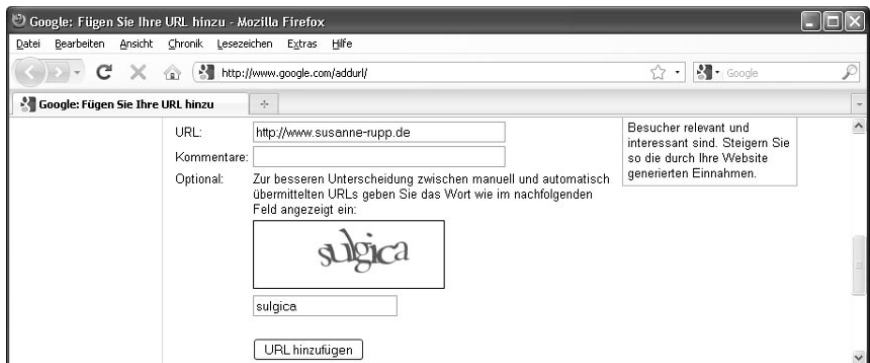 Google: Fügen Sie Ihre URL hinzu - Mozilla Firefox
Datei Bearbeiten Ansicht Chronik Lesezeichen Extras Hilfe
http://www.google.com/addurl/
Google
Google: Fügen Sie Ihre URL hinzu
URL: http://www.susanne-rupp.de
Kommentare:
Optional: Zur besseren Unterscheidung zwischen manuell und automatisch
übermittelten URLs geben Sie das Wort wie im nachfolgenden
Feld angezeigt ein:
sulgica
sulgica
URL hinzufügen
Besucher relevant und
interessant sind. Steigern Sie
so die durch Ihre Website
generierten Einnahmen.